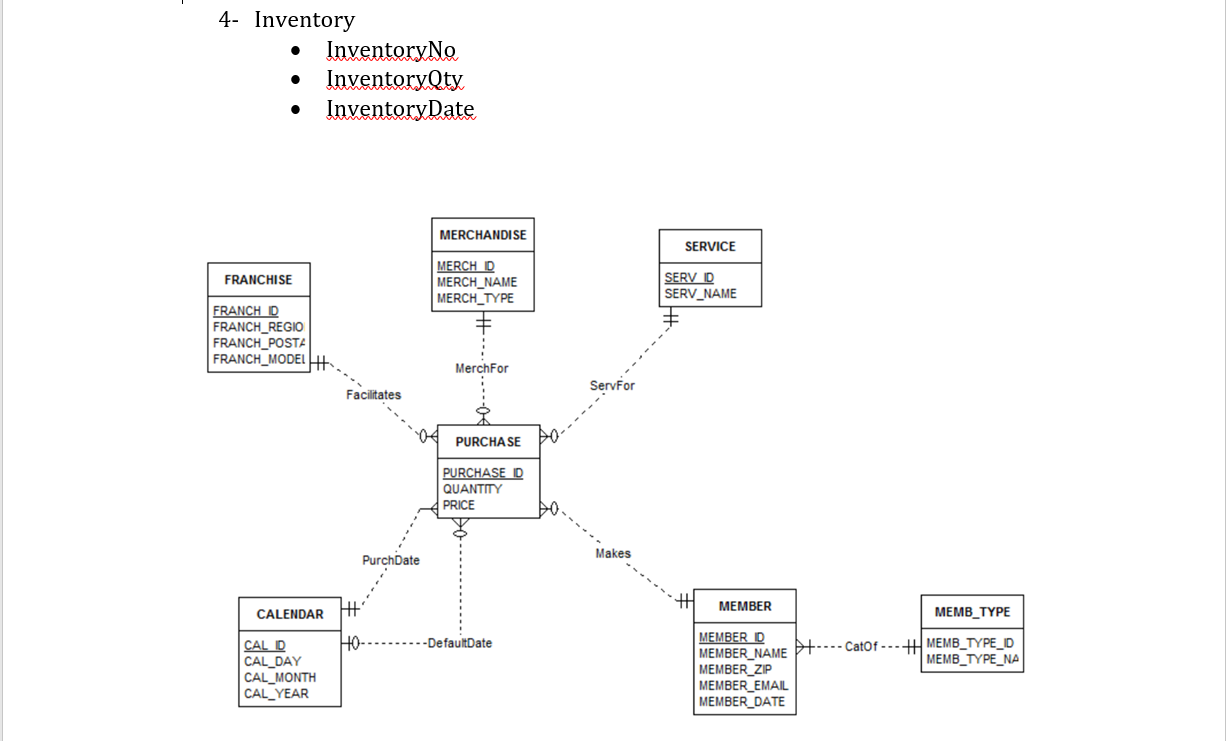 4- Inventory
• InventoryNo
• InventoryQty
• InventoryDate
MERCHANDISE
MERCH_ID
MERCH_NAME
MERCH_TYPE
SERVICE
SERV_ID
SERV_NAME
FRANCHISE
FRANCH_ID
FRANCH_REGIO
FRANCH_POSTA
FRANCH_MODEL
MerchFor
ServFor
Facilitates
PURCHASE
PURCHASE_ID
QUANTITY
PRICE
PurchDate
Makes
CALENDAR
CAL_ID
CAL_DAY
CAL_MONTH
CAL_YEAR
DefaultDate
MEMBER
MEMBER_ID
MEMBER_NAME
MEMBER_ZIP
MEMBER_EMAIL
MEMBER_DATE
CatOf
MEMB_TYPE
MEMB_TYPE_ID
MEMB_TYPE_NA